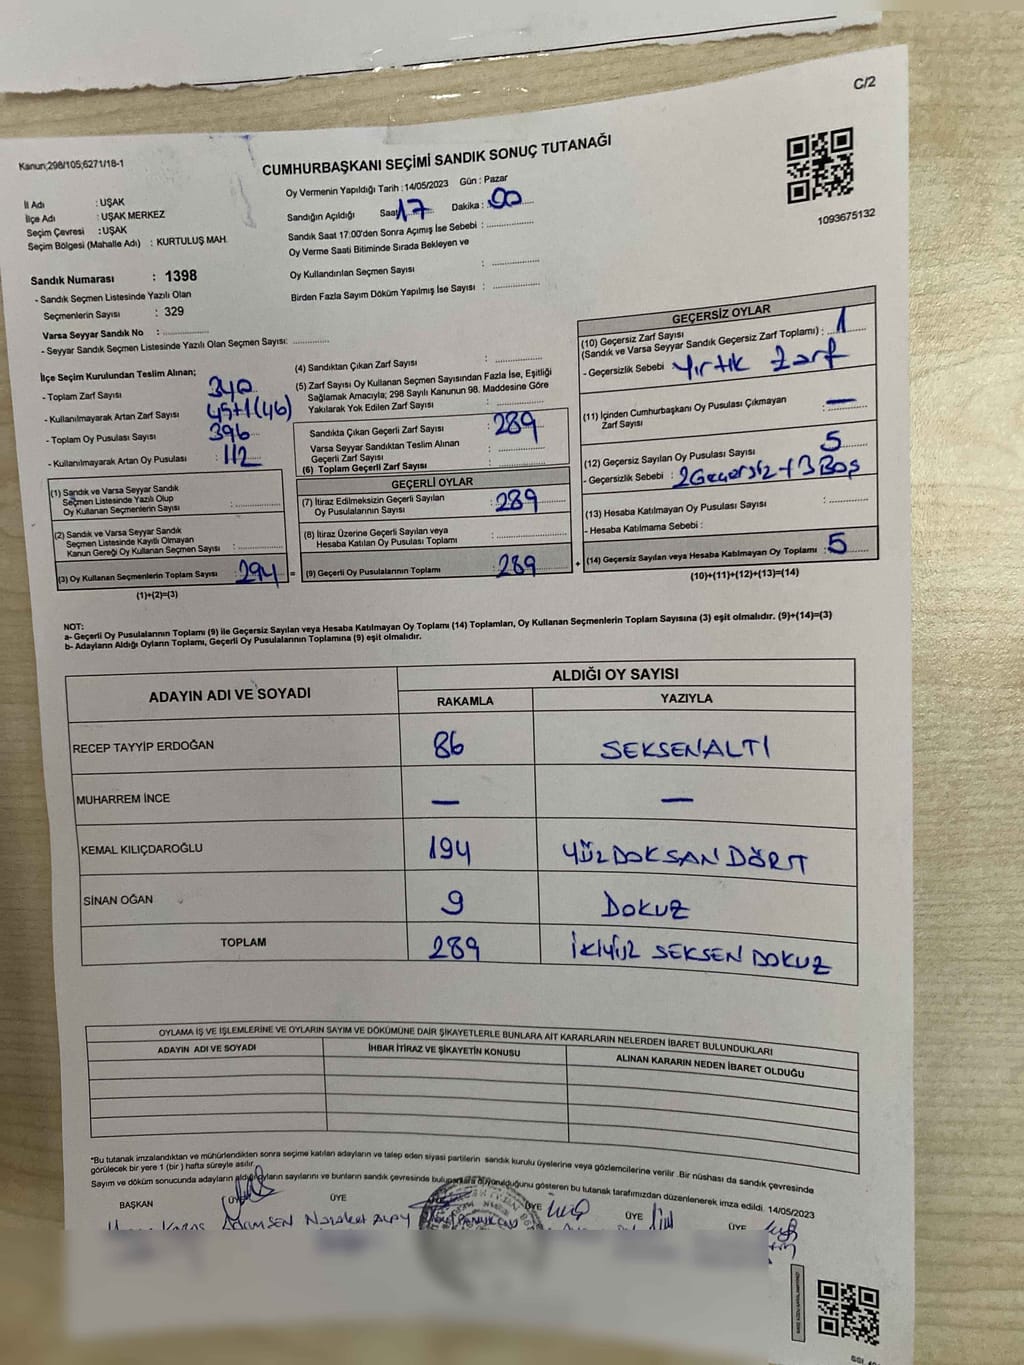 C/2
Kanun;298/105;6271/18-1
CUMHURBAŞKANI SEÇİMİ SANDIK SONUÇ TUTANAĞI
1093675132
İl Adı : UŞAK
İlçe Adı : UŞAK MERKEZ
Seçim Çevresi : UŞAK
Seçim Bölgesi (Mahalle Adı) : KURTULUŞ MAH.
Oy Vermenin Yapıldığı Tarih : 14/05/2023 Gün : Pazar
Sandığın Açıldığı Saat 17 Dakika : 00
Sandık Saat 17:00'den Sonra Açımış İse Sebebi :
Oy Verme Saati Bitiminde Sırada Bekleyen ve
Oy Kullandırılan Seçmen Sayısı :
Birden Fazla Sayım Döküm Yapılmış İse Sayısı :
Sandık Numarası : 1398
- Sandık Seçmen Listesinde Yazılı Olan
Seçmenlerin Sayısı : 329
Varsa Seyyar Sandık No :
- Seyyar Sandık Seçmen Listesinde Yazılı Olan Seçmen Sayısı:
İlçe Seçim Kurulundan Teslim Alınan;
- Toplam Zarf Sayısı : 340
- Kullanılmayarak Artan Zarf Sayısı : 45+1(46)
- Toplam Oy Pusulası Sayısı : 396
- Kullanılmayarak Artan Oy Pusulası : 112
(1) Sandık ve Varsa Seyyar Sandık
Seçmen Listesinde Yazılı Olup
Oy Kullanan Seçmenlerin Sayısı :
(2) Sandık ve Varsa Seyyar Sandık
Seçmen Listesinde Kayıtlı Olmayan
Kanun Gereği Oy Kullanan Seçmen Sayısı :
(3) Oy Kullanan Seçmenlerin Toplam Sayısı : 294 =
(1)+(2)=(3)
(4) Sandıktan Çıkan Zarf Sayısı :
(5) Zarf Sayısı Oy Kullanan Seçmen Sayısından Fazla İse, Eşitliği
Sağlamak Amacıyla; 298 Sayılı Kanunun 98. Maddesine Göre
Yakılarak Yok Edilen Zarf Sayısı :
Sandıkta Çıkan Geçerli Zarf Sayısı : 289
Varsa Seyyar Sandıktan Teslim Alınan
Geçerli Zarf Sayısı :
(6) Toplam Geçerli Zarf Sayısı :
GEÇERLİ OYLAR
(7) İtiraz Edilmeksizin Geçerli Sayılan
Oy Pusulasının Sayısı : 289
(8) İtiraz Üzerine Geçerli Sayılan veya
Hesaba Katılan Oy Pusulası Toplamı :
(9) Geçerli Oy Pusulalarının Toplamı : 289 +
GEÇERSİZ OYLAR
(10) Geçersiz Zarf Sayısı
(Sandık ve Varsa Seyyar Sandık Geçersiz Zarf Toplamı) : 1
- Geçersizlik Sebebi : Yırtık Zarf
(11) İçinden Cumhurbaşkanı Oy Pusulası Çıkmayan
Zarf Sayısı : —
(12) Geçersiz Sayılan Oy Pusulası Sayısı : 5
- Geçersizlik Sebebi : 2 Geçersiz + 3 Boş
(13) Hesaba Katılmayan Oy Pusulası Sayısı :
- Hesaba Katılmama Sebebi :
(14) Geçersiz Sayılan veya Hesaba Katılmayan Oy Toplamı : 5
(10)+(11)+(12)+(13)=(14)
NOT:
a- Geçerli Oy Pusulalarının Toplamı (9) ile Geçersiz Sayılan veya Hesaba Katılmayan Oy Toplamı (14) Toplamları, Oy Kullanan Seçmenlerin Toplam Sayısına (3) eşit olmalıdır. (9)+(14)=(3)
b- Adayların Aldığı Oyların Toplamı, Geçerli Oy Pusulalarının Toplamına (9) eşit olmalıdır.
ADAYIN ADI VE SOYADI
ALDIĞI OY SAYISI
RAKAMLA YAZIYLA
RECEP TAYYİP ERDOĞAN 86 SEKSENALTI
MUHARREM İNCE — —
KEMAL KILIÇDAROĞLU 194 YÜZDOKSANDÖRT
SİNAN OĞAN 9 DOKUZ
TOPLAM 289 İKİYÜZ SEKSEN DOKUZ
OYLAMA İŞ VE İŞLEMLERİNE VE OYLARIN SAYIM VE DÖKÜMÜNE DAİR ŞİKAYETLERLE BUNLARA AİT KARARLARIN NELERDEN İBARET BULUNDUKLARI
ADAYIN ADI VE SOYADI İHBAR İTİRAZ VE ŞİKAYETİN KONUSU ALINAN KARARIN NEDEN İBARET OLDUĞU
*Bu tutanak imzalandıktan ve mühürlendikten sonra seçime katılan adayların ve talep eden siyasi partilerin sandık kurulu üyelerine veya gözlemcilerine verilir .Bir nüshası da sandık çevresinde
görülecek bir yere 1 (bir ) hafta süreyle asılır.
Sayım ve döküm sonucunda adayların aldığı oyların sayılarını ve bunların sandık çevresinde duyurulduğunu gösteren bu tutanak tarafımızdan düzenlenerek imza edildi. 14/05/2023
BAŞKAN ÜYE ÜYE ÜYE ÜYE